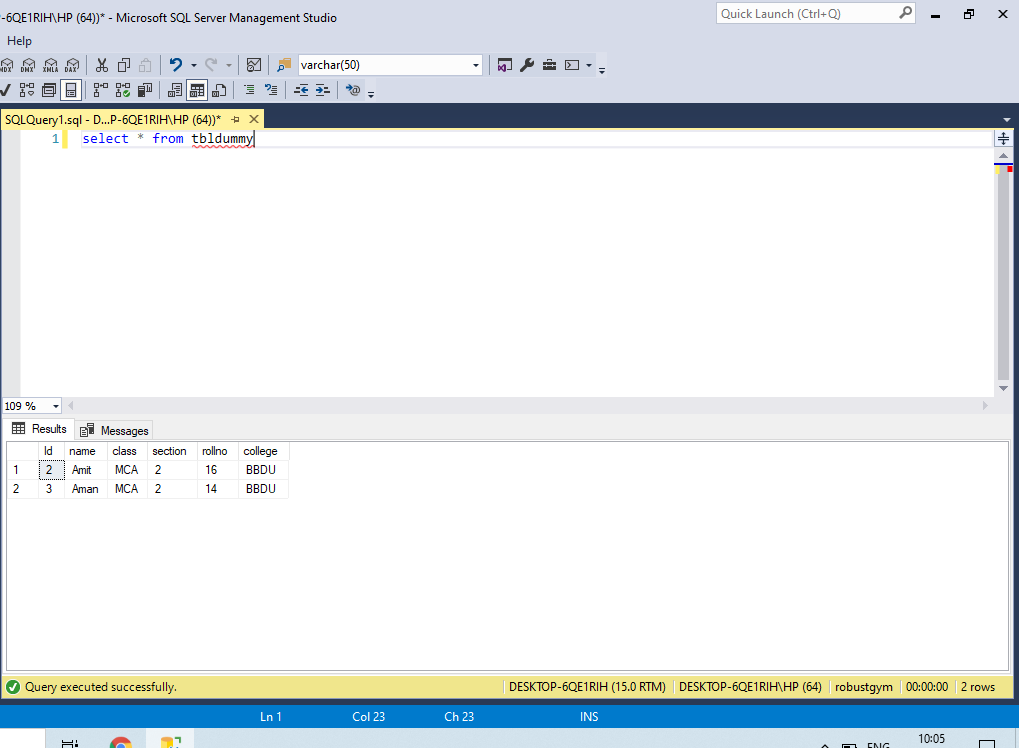 -6QE1RIH\HP (64))* - Microsoft SQL Server Management Studio
Quick Launch (Ctrl+Q)
Help
MDX DMX XMLA DAX
varchar(50)
SQLQuery1.sql - D...P-6QE1RIH\HP (64))*
1 select * from tbldummy
109 %
Results Messages
Id name class section rollno college
1 2 Amit MCA 2 16 BBDU
2 3 Aman MCA 2 14 BBDU
Query executed successfully. DESKTOP-6QE1RIH (15.0 RTM) DESKTOP-6QE1RIH\HP (64) robustgym 00:00:00 2 rows
Ln 1 Col 23 Ch 23 INS
ENG 10:05